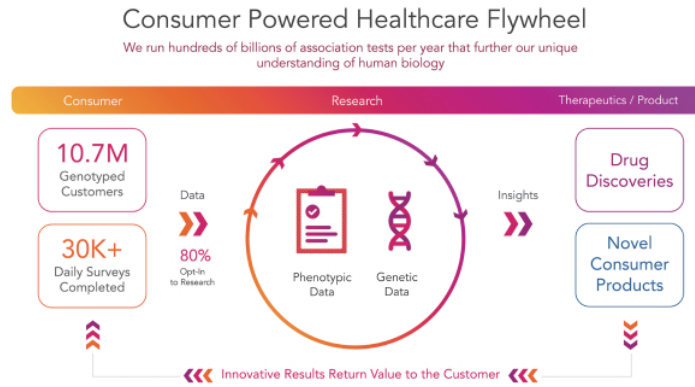 Consumer Powered Healthcare Flywheel
We run hundreds of billions of association tests per year that further our unique
understanding of human biology
Consumer
Research
Therapeutics / Product
10.7M
Genotyped
Customers
30K+
Daily Surveys
Completed
Data
80%
Opt-In
to Research
Phenotypic
Data
Genetic
Data
Insights
Drug
Discoveries
Novel
Consumer
Products
Innovative Results Return Value to the Customer